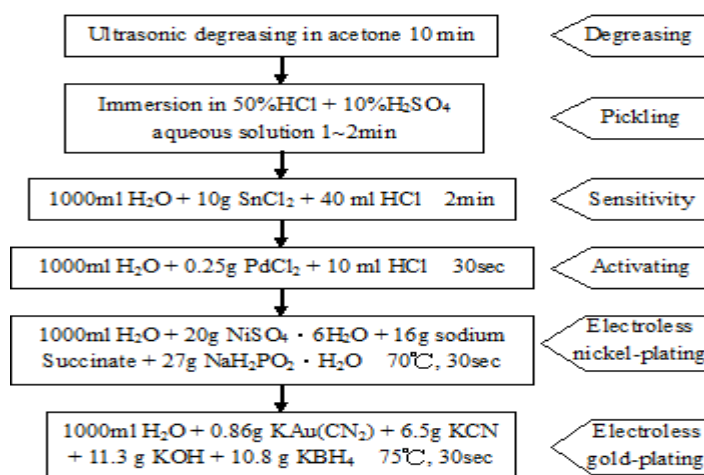 Ultrasonic degreasing in acetone 10 min
Degreasing
Immersion in 50%HCl + 10%H₂SO₄
aqueous solution 1~2min
Pickling
1000ml H₂O + 10g SnCl₂ + 40 ml HCl 2min
Sensitivity
1000ml H₂O + 0.25g PdCl₂ + 10 ml HCl 30sec
Activating
1000ml H₂O + 20g NiSO₄・6H₂O + 16g sodium
Succinate + 27g NaH₂PO₂・H₂O 70℃, 30sec
Electroless
nickel-plating
1000ml H₂O + 0.86g KAu(CN₂) + 6.5g KCN
+ 11.3 g KOH + 10.8 g KBH₄ 75℃, 30sec
Electroless
gold-plating